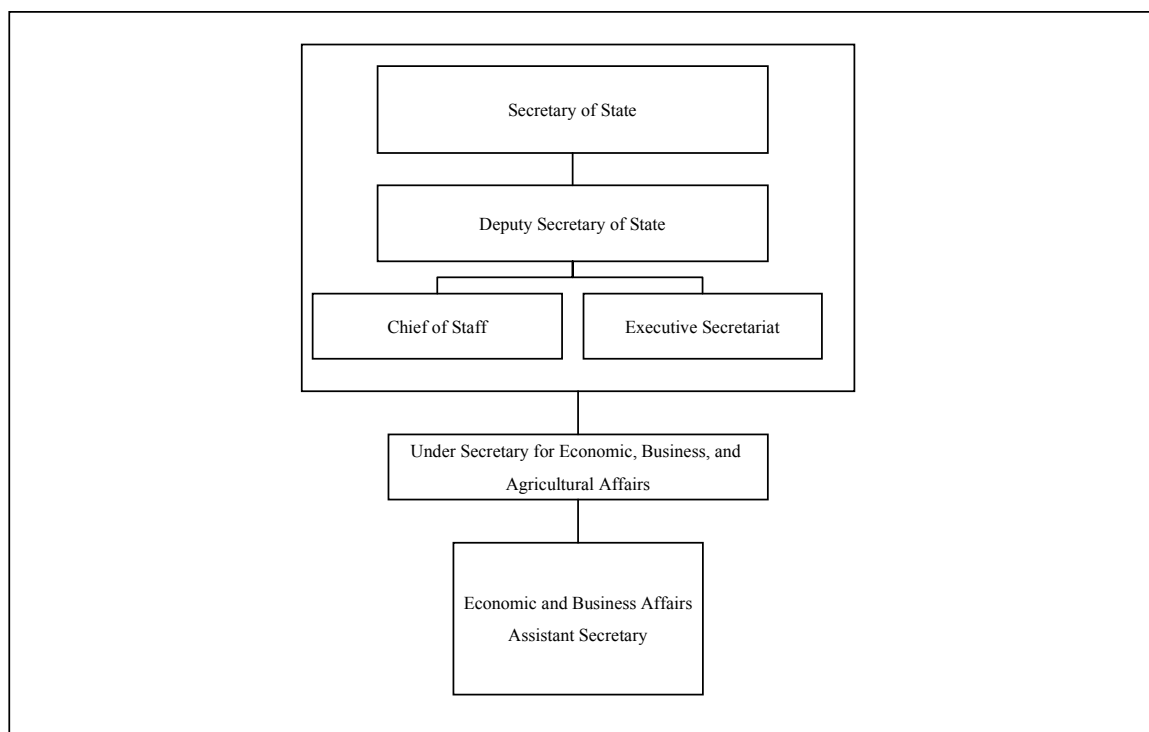 Secretary of State
Deputy Secretary of State
Chief of Staff
Executive Secretariat
Under Secretary for Economic, Business, and
Agricultural Affairs
Economic and Business Affairs
Assistant Secretary